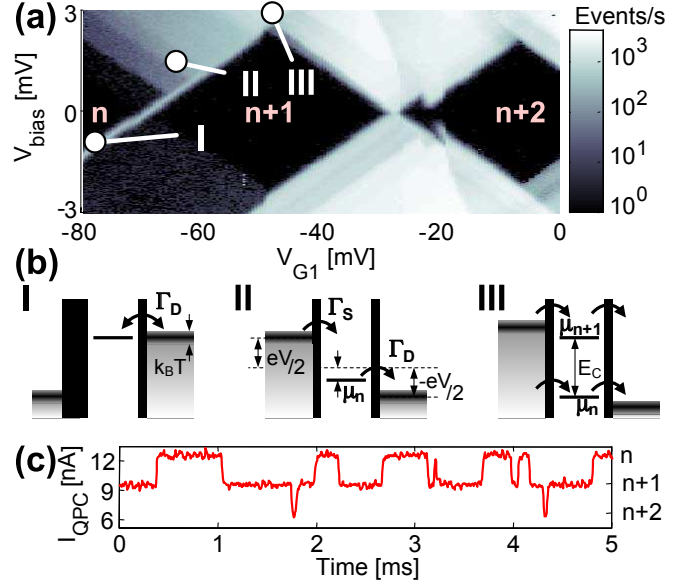 (a)
Events/s
V_bias [mV]
3
0
-3
n
II
III
n+1
I
n+2
10^3
10^2
10^1
10^0
-80
-60
-40
-20
0
V_G1 [mV]
(b)
I
Γ_D
k_BT
II
Γ_S
eV/2
μ_n
Γ_D
-eV/2
III
μ_n+1
E_C
μ_n
(c)
I_QPC [nA]
12
9
6
n
n+1
n+2
0
1
2
3
4
5
Time [ms]